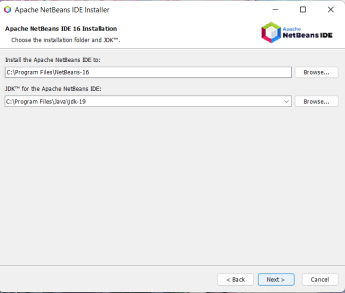 Apache NetBeans IDE Installer
Apache NetBeans IDE 16 Installation
Choose the installation folder and JDK™.
Apache
NetBeans IDE
Install the Apache NetBeans IDE to:
C:\Program Files\NetBeans-16
Browse...
JDK™ for the Apache NetBeans IDE:
C:\Program Files\Java\jdk-19
Browse...
< Back
Next >
Cancel